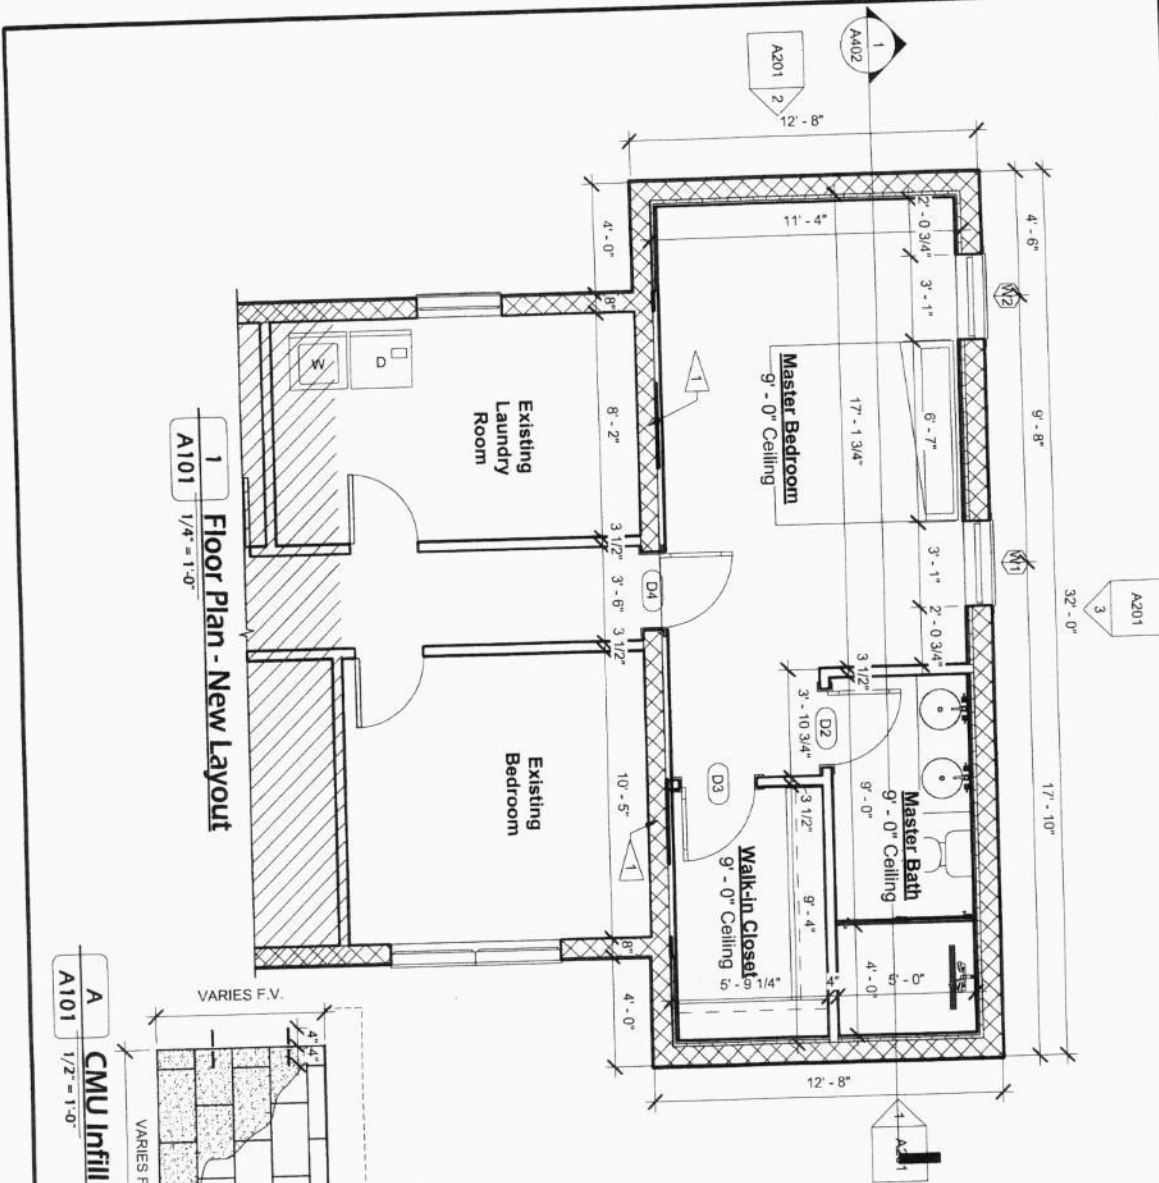 1
A402
A201
2
12' - 8"
4' - 6"
9' - 8"
17' - 10"
32' - 0"
A201
3
W2
W1
2' - 0 3/4"
3' - 1"
6' - 7"
3' - 1"
2' - 0 3/4"
11' - 4"
17' - 1 3/4"
3 1/2"
9' - 0"
Master Bedroom
9' - 0" Ceiling
1
4' - 0"
8"
8' - 2"
3 1/2"
3' - 6"
3 1/2"
10' - 5"
8"
4' - 0"
D4
D2
D3
3' - 10 3/4"
3 1/2"
9' - 4"
Master Bath
9' - 0" Ceiling
Walk-in Closet
9' - 0" Ceiling
5' - 9 1/4"
4"
4' - 0"
5' - 0"
12' - 8"
1
Existing
Laundry
Room
W
D
Existing
Bedroom
1
1
A101
Floor Plan - New Layout
1/4" = 1'-0"
A
A101
CMU Infill
1/2" = 1'-0"
VARIES F.V.
4"
4"
VARIES F